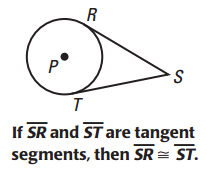 R
P
S
T
If SR and ST are tangent
segments, then SR ≅ ST.